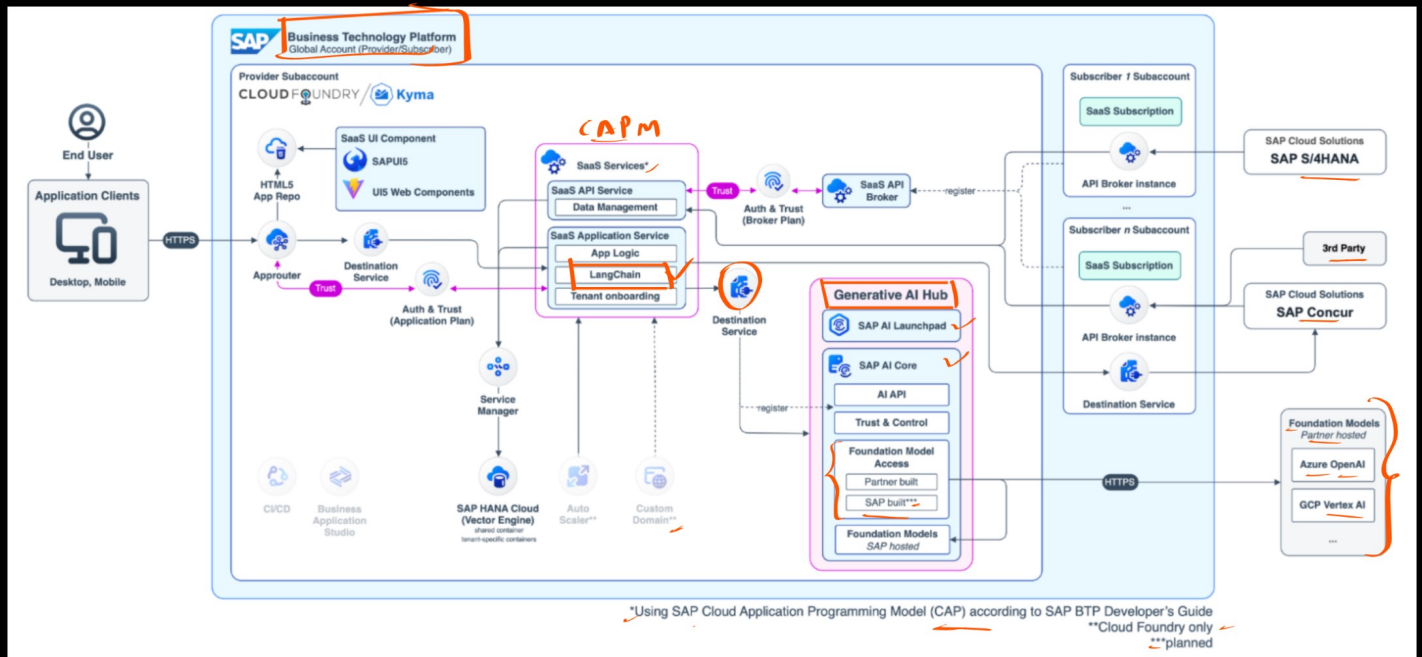 SAP
Business Technology Platform
Global Account (Provider/Subscriber)
Provider Subaccount
CLOUD FOUNDRY / Kyma
End User
Application Clients
Desktop, Mobile
HTTPS
HTML5
App Repo
SaaS UI Component
SAPUI5
UI5 Web Components
Approuter
Destination
Service
Trust
Auth & Trust
(Application Plan)
CAPM
SaaS Services*
SaaS API Service
Data Management
SaaS Application Service
App Logic
LangChain
Tenant onboarding
Trust
Auth & Trust
(Broker Plan)
SaaS API
Broker
register
Destination
Service
register
Service
Manager
SAP HANA Cloud
(Vector Engine)
shared container
tenant-specific containers
CI/CD
Business
Application
Studio
Auto
Scaler**
Custom
Domain**
Generative AI Hub
SAP AI Launchpad
SAP AI Core
AI API
Trust & Control
Foundation Model
Access
Partner built
SAP built***
Foundation Models
SAP hosted
HTTPS
Subscriber 1 Subaccount
SaaS Subscription
API Broker instance
...
Subscriber n Subaccount
SaaS Subscription
API Broker instance
Destination Service
SAP Cloud Solutions
SAP S/4HANA
3rd Party
SAP Cloud Solutions
SAP Concur
Foundation Models
Partner hosted
Azure OpenAI
GCP Vertex AI
...
*Using SAP Cloud Application Programming Model (CAP) according to SAP BTP Developer's Guide
**Cloud Foundry only
***planned